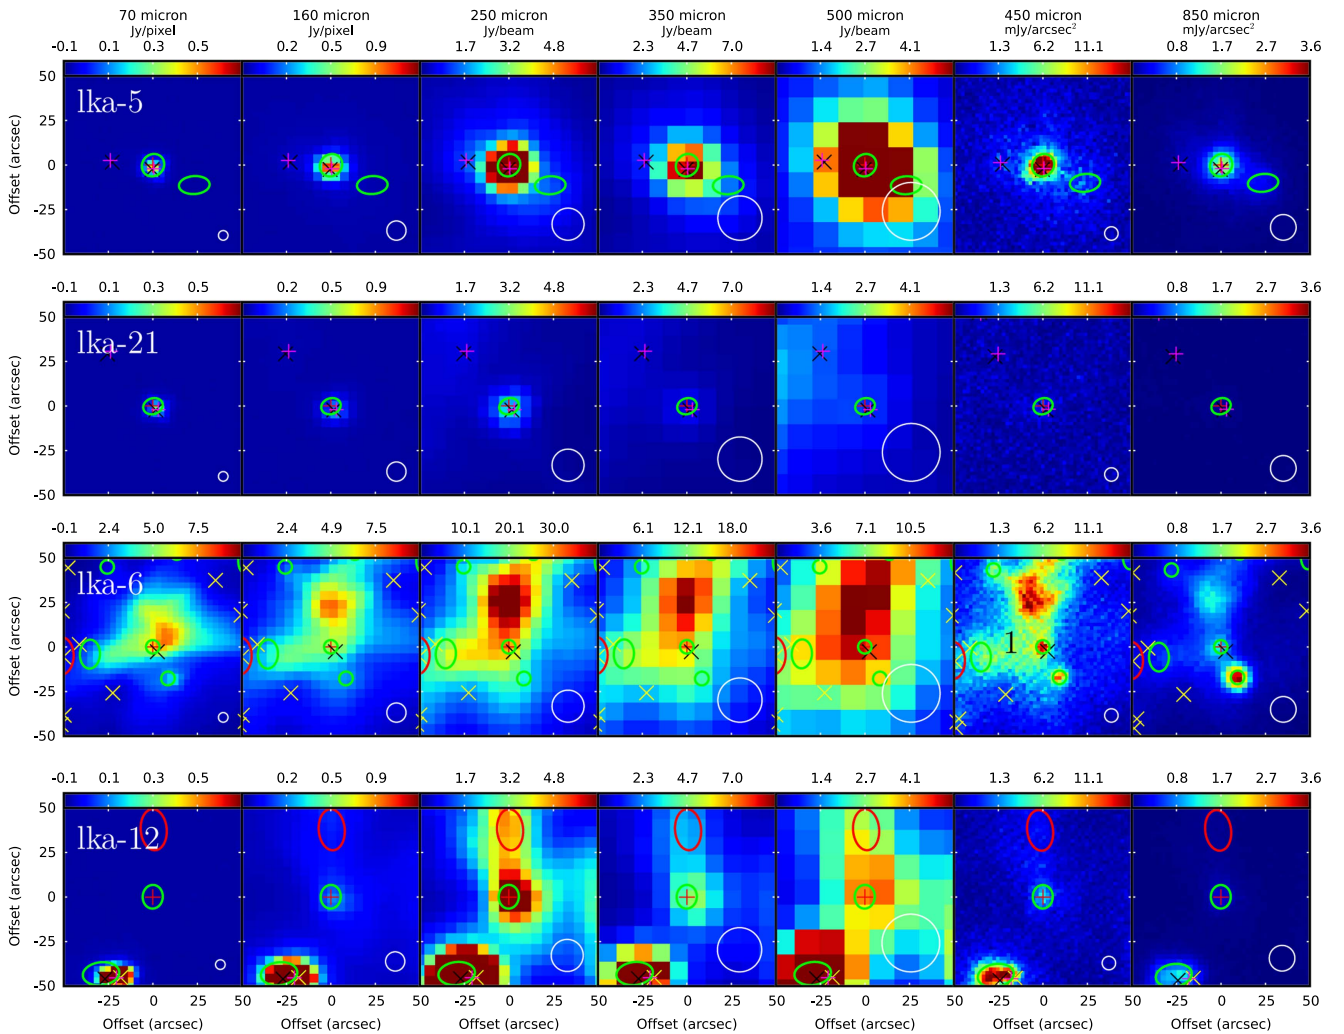 70 micron 160 micron 250 micron 350 micron 500 micron 450 micron 850 micron
Jy/pixel Jy/pixel Jy/beam Jy/beam Jy/beam mJy/arcsec² mJy/arcsec²
-0.1 0.1 0.3 0.5 0.2 0.5 0.9 1.7 3.2 4.8 2.3 4.7 7.0 1.4 2.7 4.1 1.3 6.2 11.1 0.8 1.7 2.7 3.6
50
lka-5
25
Offset (arcsec)
0
-25
-50
0.2 0.5 0.9 1.7 3.2 4.8 2.3 4.7 7.0 1.4 2.7 4.1 1.3 6.2 11.1 0.8 1.7 2.7 3.6
-0.1 0.1 0.3 0.5
50
lka-21
25
Offset (arcsec)
0
-25
-50
-0.1 2.4 5.0 7.5 2.4 4.9 7.5 10.1 20.1 30.0 6.1 12.1 18.0 3.6 7.1 10.5 1.3 6.2 11.1 0.8 1.7 2.7 3.6
50
lka-6
25
Offset (arcsec)
0
1
-25
-50
-0.1 0.1 0.3 0.5 0.2 0.5 0.9 1.7 3.2 4.8 2.3 4.7 7.0 1.4 2.7 4.1 1.3 6.2 11.1 0.8 1.7 2.7 3.6
50
lka-12
25
Offset (arcsec)
0
-25
-50
-25 0 25 -25 0 25 50 -25 0 25 50 -25 0 25 50 -25 0 25 50 -25 0 25 50 -25 0 25 50
Offset (arcsec) Offset (arcsec) Offset (arcsec) Offset (arcsec) Offset (arcsec) Offset (arcsec) Offset (arcsec)